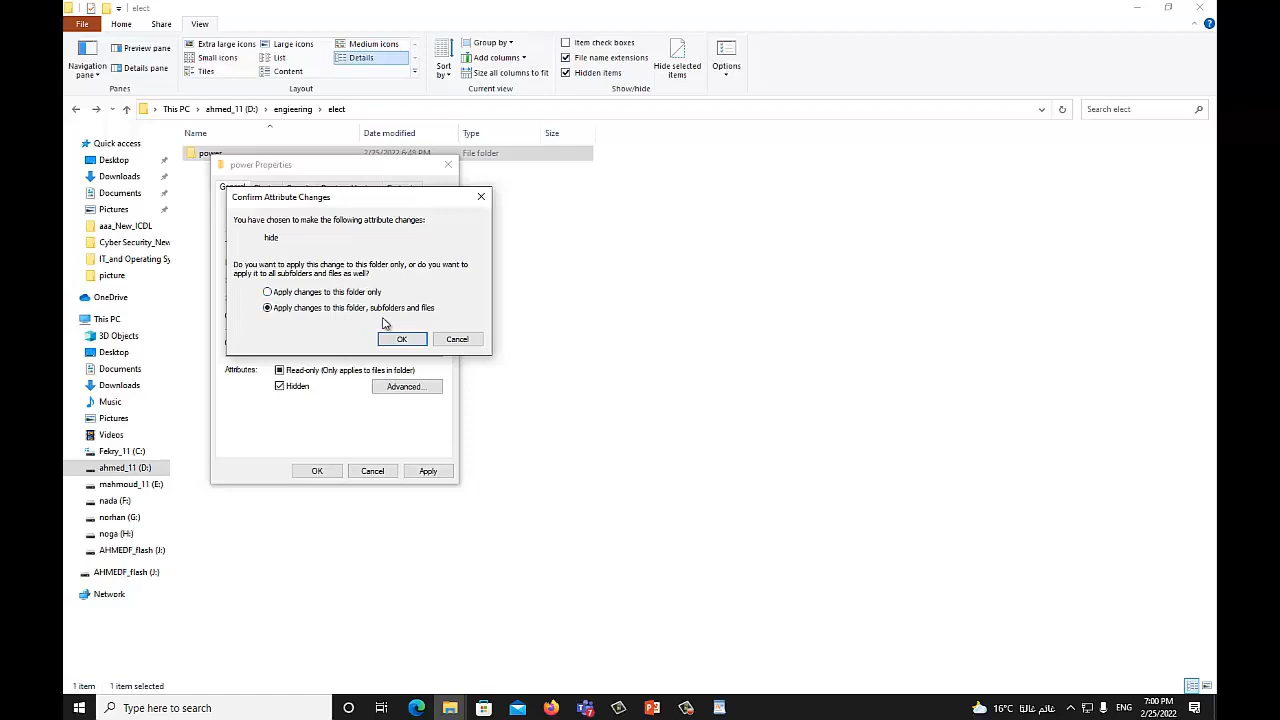 elect
File Home Share View
Navigation pane
Preview pane
Details pane
Panes
Extra large icons Large icons Medium icons
Small icons List Details
Tiles Content
Layout
Sort by
Group by
Add columns
Size all columns to fit
Current view
Item check boxes
File name extensions
Hidden items
Hide selected items
Show/hide
Options
This PC > ahmed_11 (D:) > engieering > elect
Search elect
Name Date modified Type Size
power 2/25/2022 6:48 PM File folder
Quick access
Desktop
Downloads
Documents
Pictures
aaa_New_ICDL
Cyber Security_New
IT_and Operating Sy
picture
OneDrive
This PC
3D Objects
Desktop
Documents
Downloads
Music
Pictures
Videos
Fekry_11 (C:)
ahmed_11 (D:)
mahmoud_11 (E:)
nada (F:)
norhan (G:)
noga (H:)
AHMEDF_flash (J:)
AHMEDF_flash (J:)
Network
power Properties
Confirm Attribute Changes
You have chosen to make the following attribute changes:
hide
Do you want to apply this change to this folder only, or do you want to
apply it to all subfolders and files as well?
Apply changes to this folder only
Apply changes to this folder, subfolders and files
OK Cancel
Attributes: Read-only (Only applies to files in folder)
Hidden Advanced...
OK Cancel Apply
1 item 1 item selected
Type here to search
16°C غائم غالبًا ENG
7:00 PM
2/25/2022